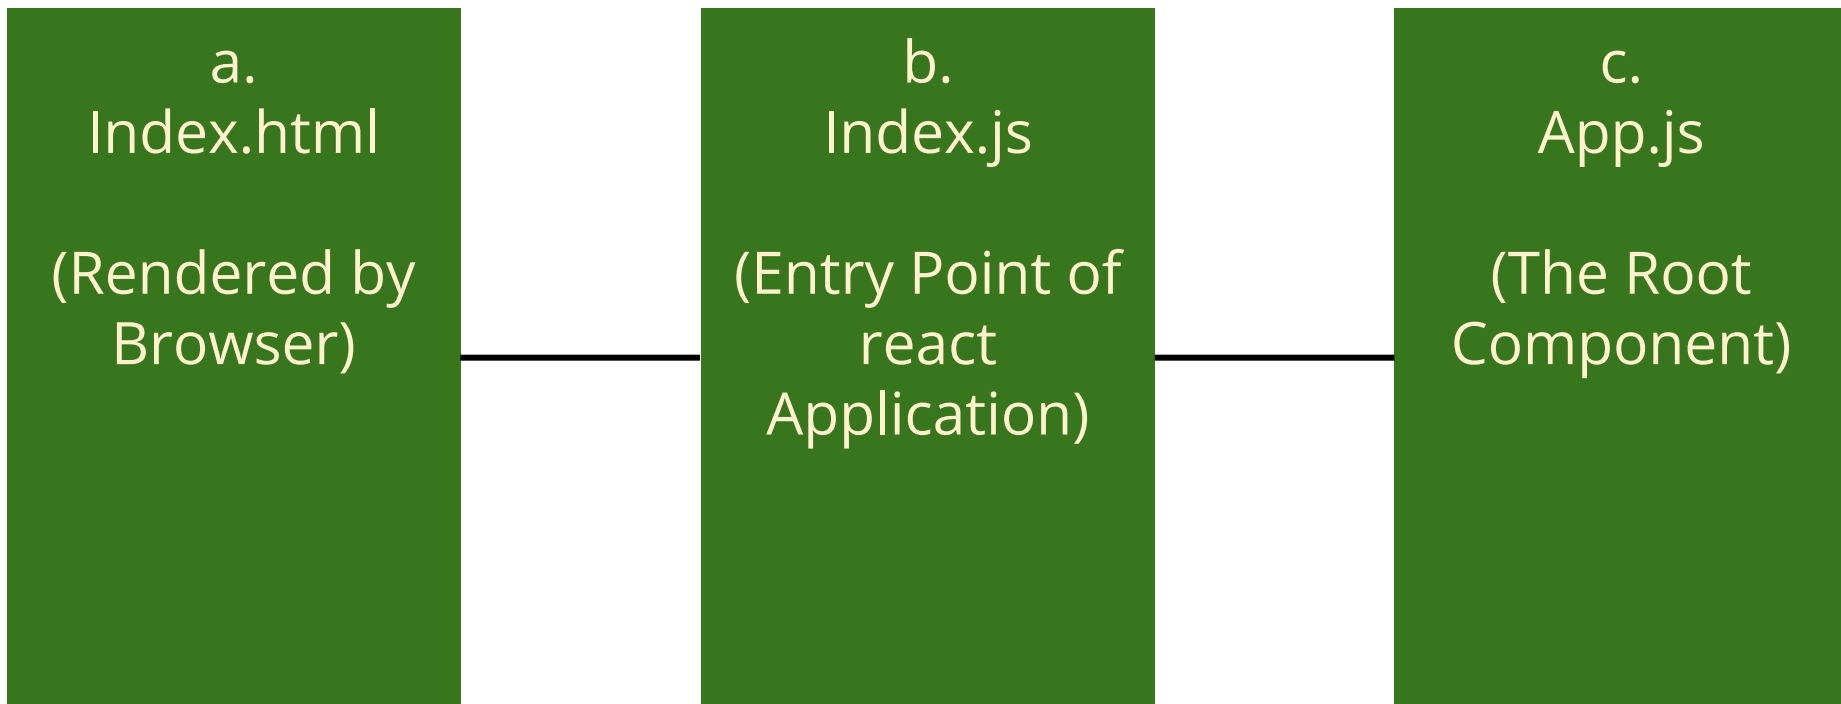 a.
Index.html
(Rendered by
Browser)
b.
Index.js
(Entry Point of
react
Application)
c.
App.js
(The Root
Component)